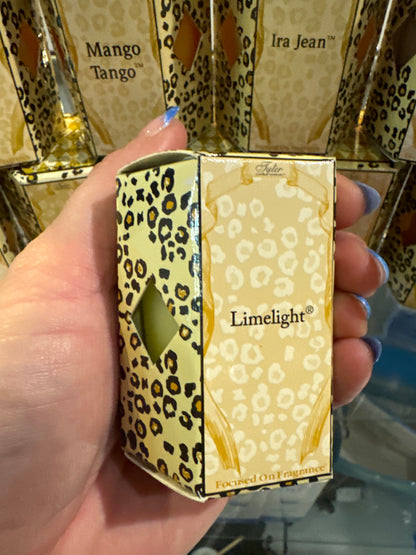 Mango
Tango™
Ira Jean™
Tyler
Limelight®
Focused On Fragrance®